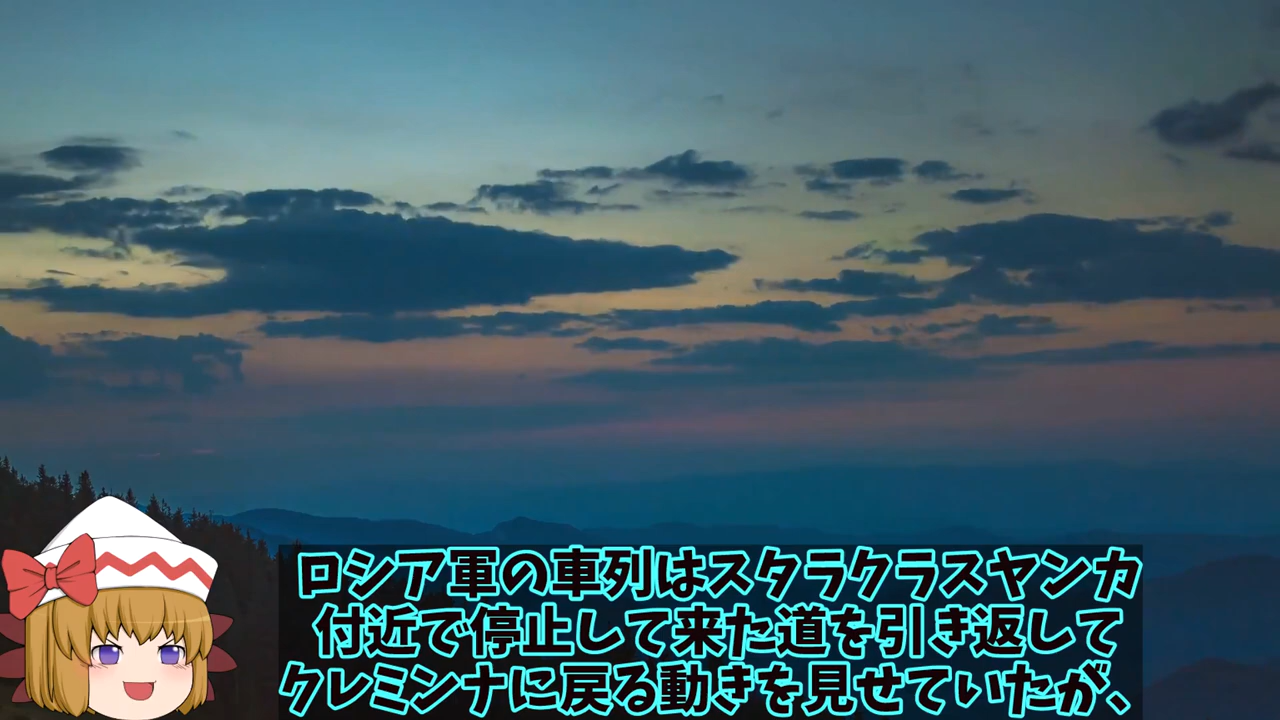 ロシア軍の車列はスタラクラスヤンカ
付近で停止して来た道を引き返して
クレミンナに戻る動きを見せていたが、